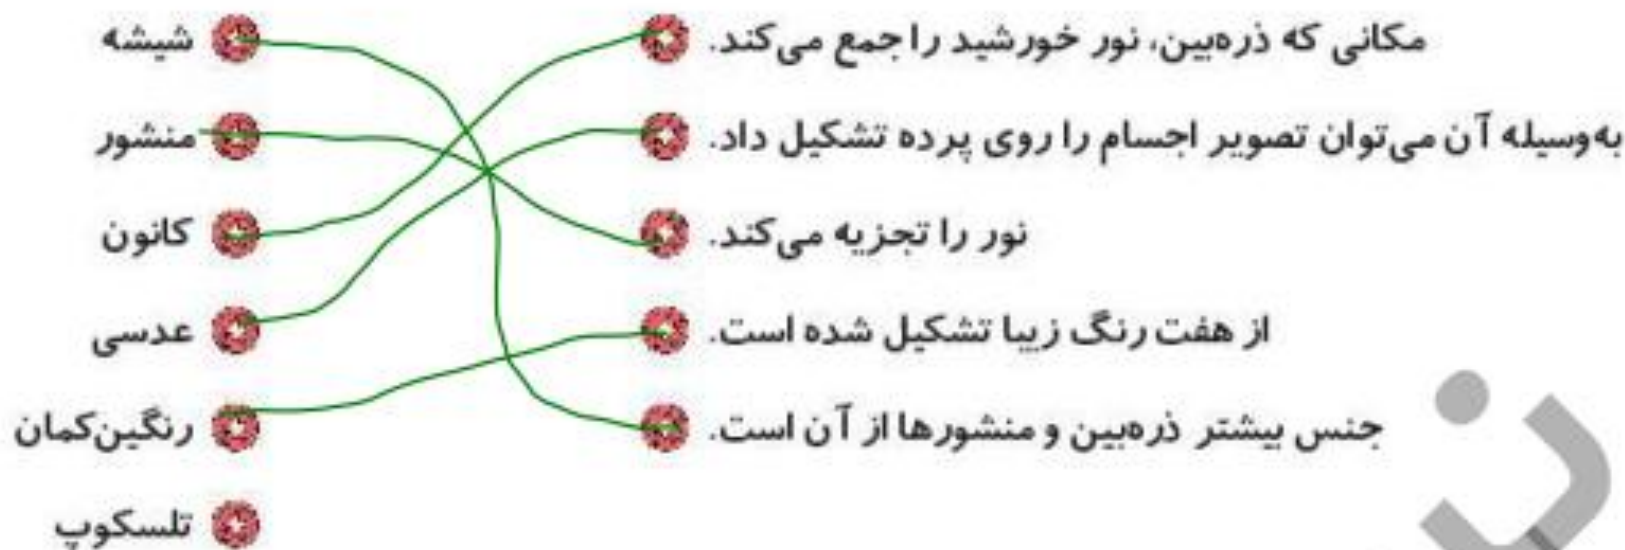 مکانی که ذره‌بین، نور خورشید را جمع می‌کند. شیشه
به‌وسیله آن می‌توان تصویر اجسام را روی پرده تشکیل داد. منشور
نور را تجزیه می‌کند. کانون
از هفت رنگ زیبا تشکیل شده است. عدسی
جنس بیشتر ذره‌بین و منشورها از آن است. رنگین‌کمان
تلسکوپ